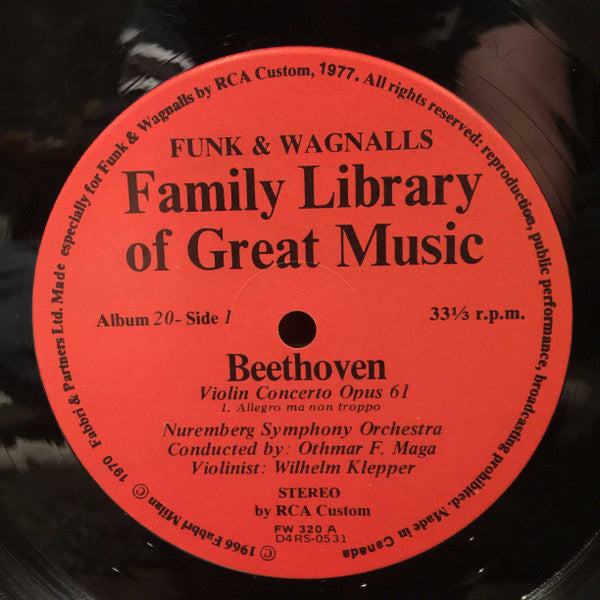 © 1966 Fabbri Milan © 1970 Fabbri & Partners Ltd. Made especially for Funk & Wagnalls by RCA Custom, 1977. All rights reserved: reproduction, public performance, broadcasting prohibited. Made in Canada
FUNK & WAGNALLS
Family Library
of Great Music
Album 20- Side 1
33⅓ r.p.m.
Beethoven
Violin Concerto Opus 61
1. Allegro ma non troppo
Nuremberg Symphony Orchestra
Conducted by: Othmar F. Maga
Violinist: Wilhelm Klepper
STEREO
by RCA Custom
FW 320 A
D4RS-0531